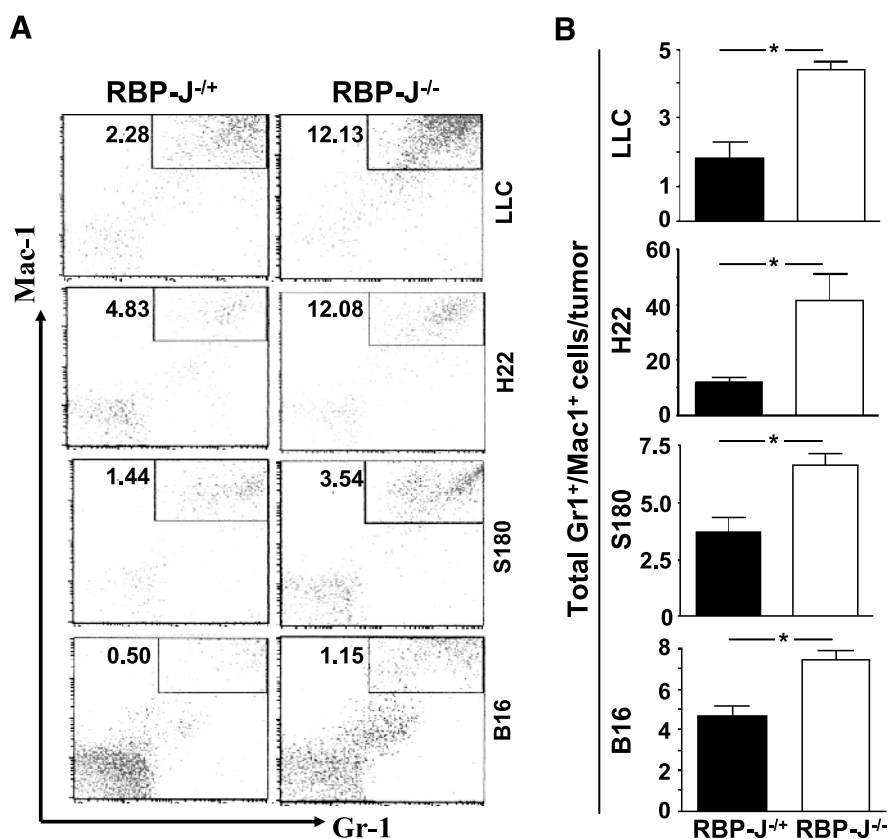 A
RBP-J-/+
RBP-J-/-
2.28
12.13
LLC
4.83
12.08
H22
1.44
3.54
S180
0.50
1.15
B16
Mac-1
Gr-1
B
Total Gr1+/Mac1+ cells/tumor
LLC
5
4
3
2
1
0
*
H22
60
40
20
0
*
S180
7.5
5.0
2.5
0
*
B16
8
6
4
2
0
*
RBP-J-/+
RBP-J-/-